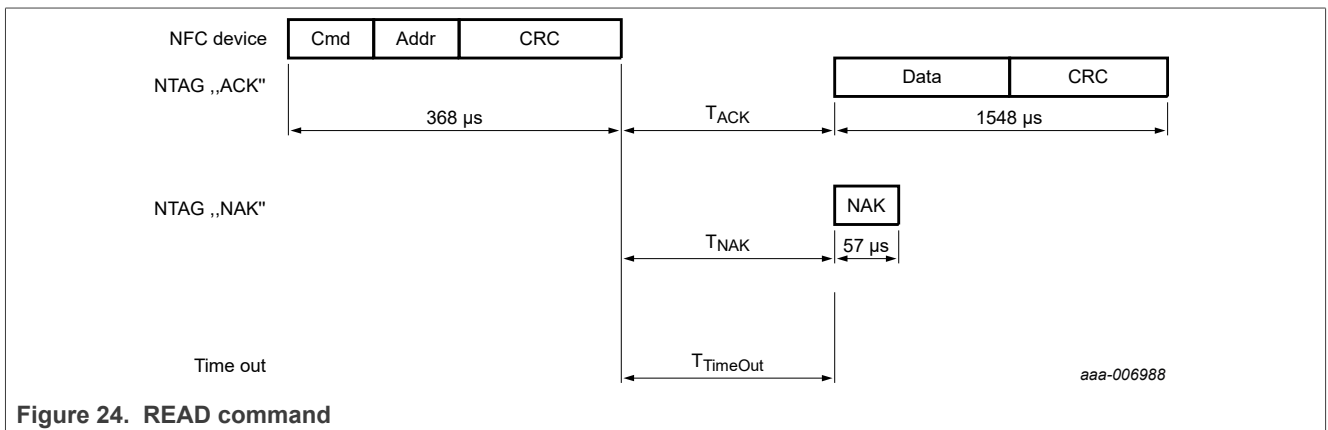 NFC device Cmd Addr CRC
NTAG ,,ACK" Data CRC
368 µs TACK 1548 µs
NTAG ,,NAK" NAK
TNAK 57 µs
Time out TTimeOut
aaa-006988
Figure 24. READ command